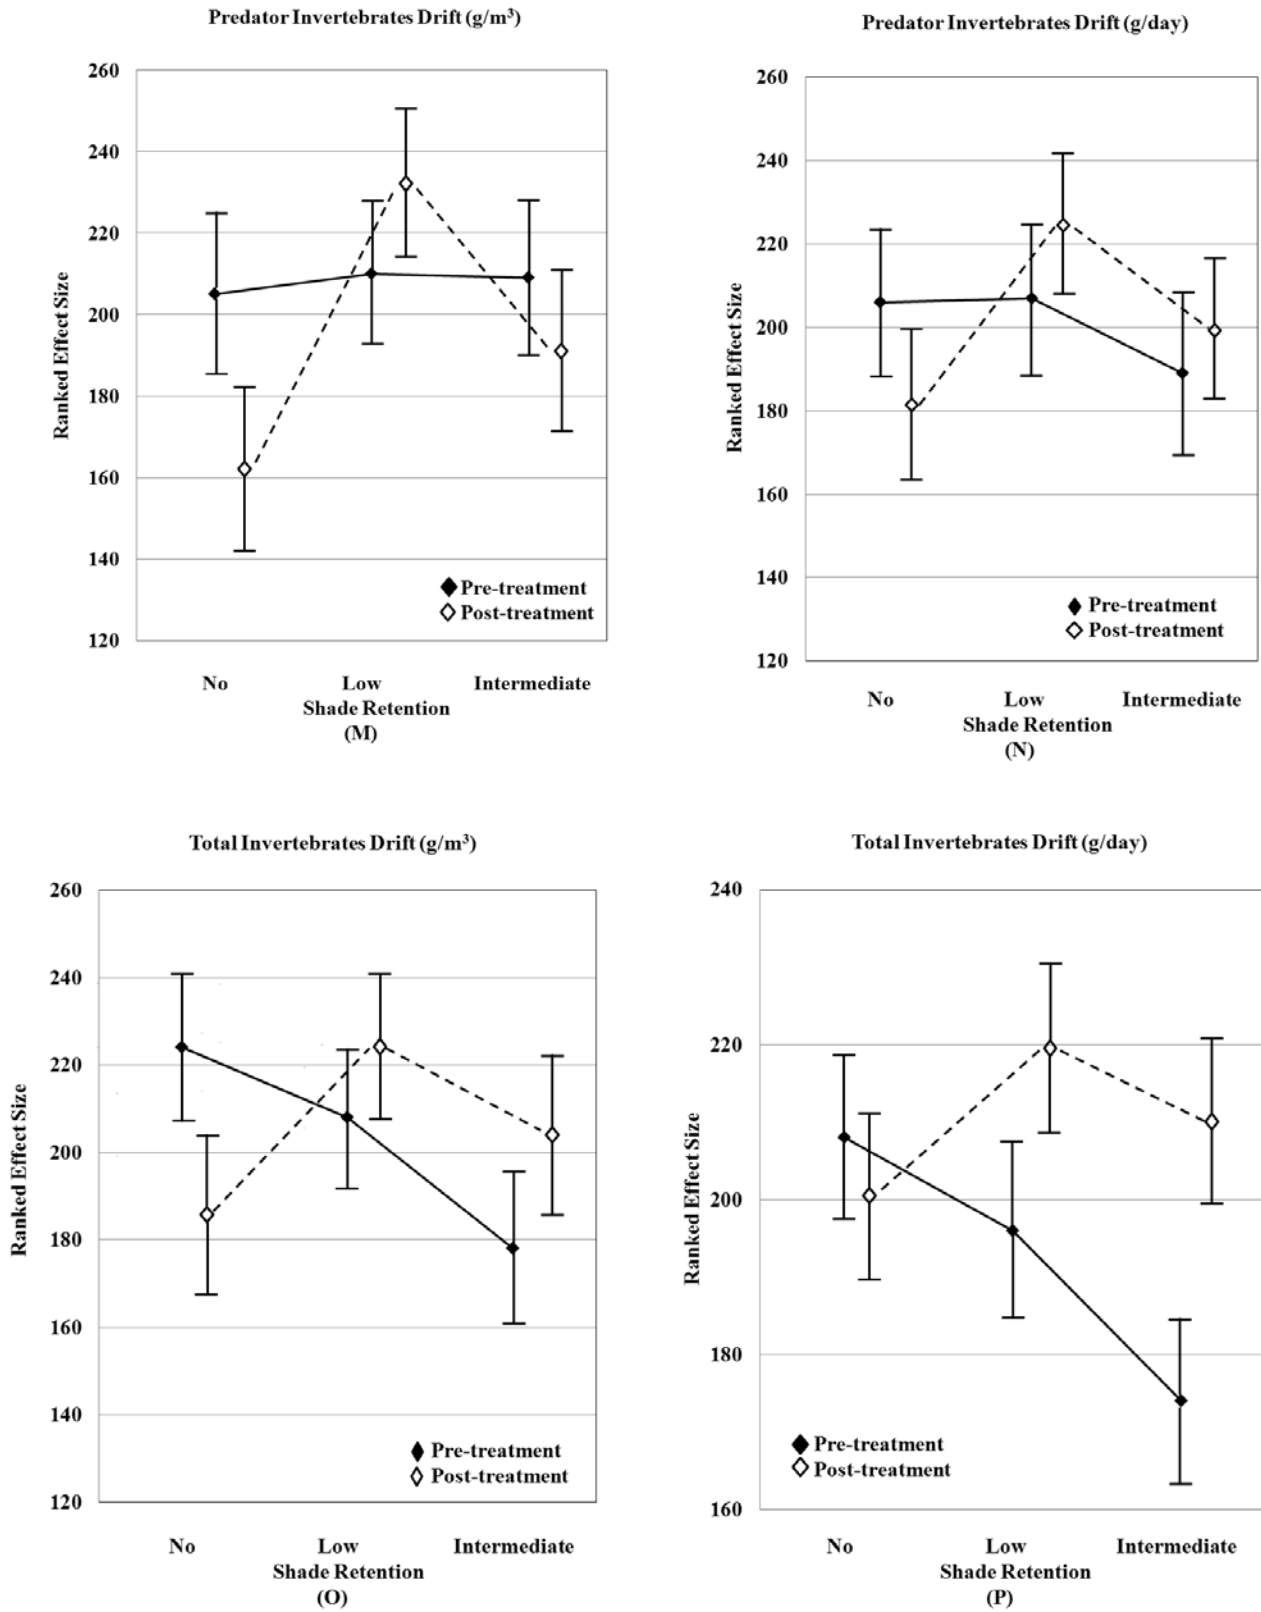 Predator Invertebrates Drift (g/m³)
260
240
220
200
180
160
140
120
Ranked Effect Size
Pre-treatment
Post-treatment
No Low Intermediate
Shade Retention
(M)
Predator Invertebrates Drift (g/day)
260
240
220
200
180
160
140
120
Ranked Effect Size
Pre-treatment
Post-treatment
No Low Intermediate
Shade Retention
(N)
Total Invertebrates Drift (g/m³)
260
240
220
200
180
160
140
120
Ranked Effect Size
Pre-treatment
Post-treatment
No Low Intermediate
Shade Retention
(O)
Total Invertebrates Drift (g/day)
240
220
200
180
160
Ranked Effect Size
Pre-treatment
Post-treatment
No Low Intermediate
Shade Retention
(P)